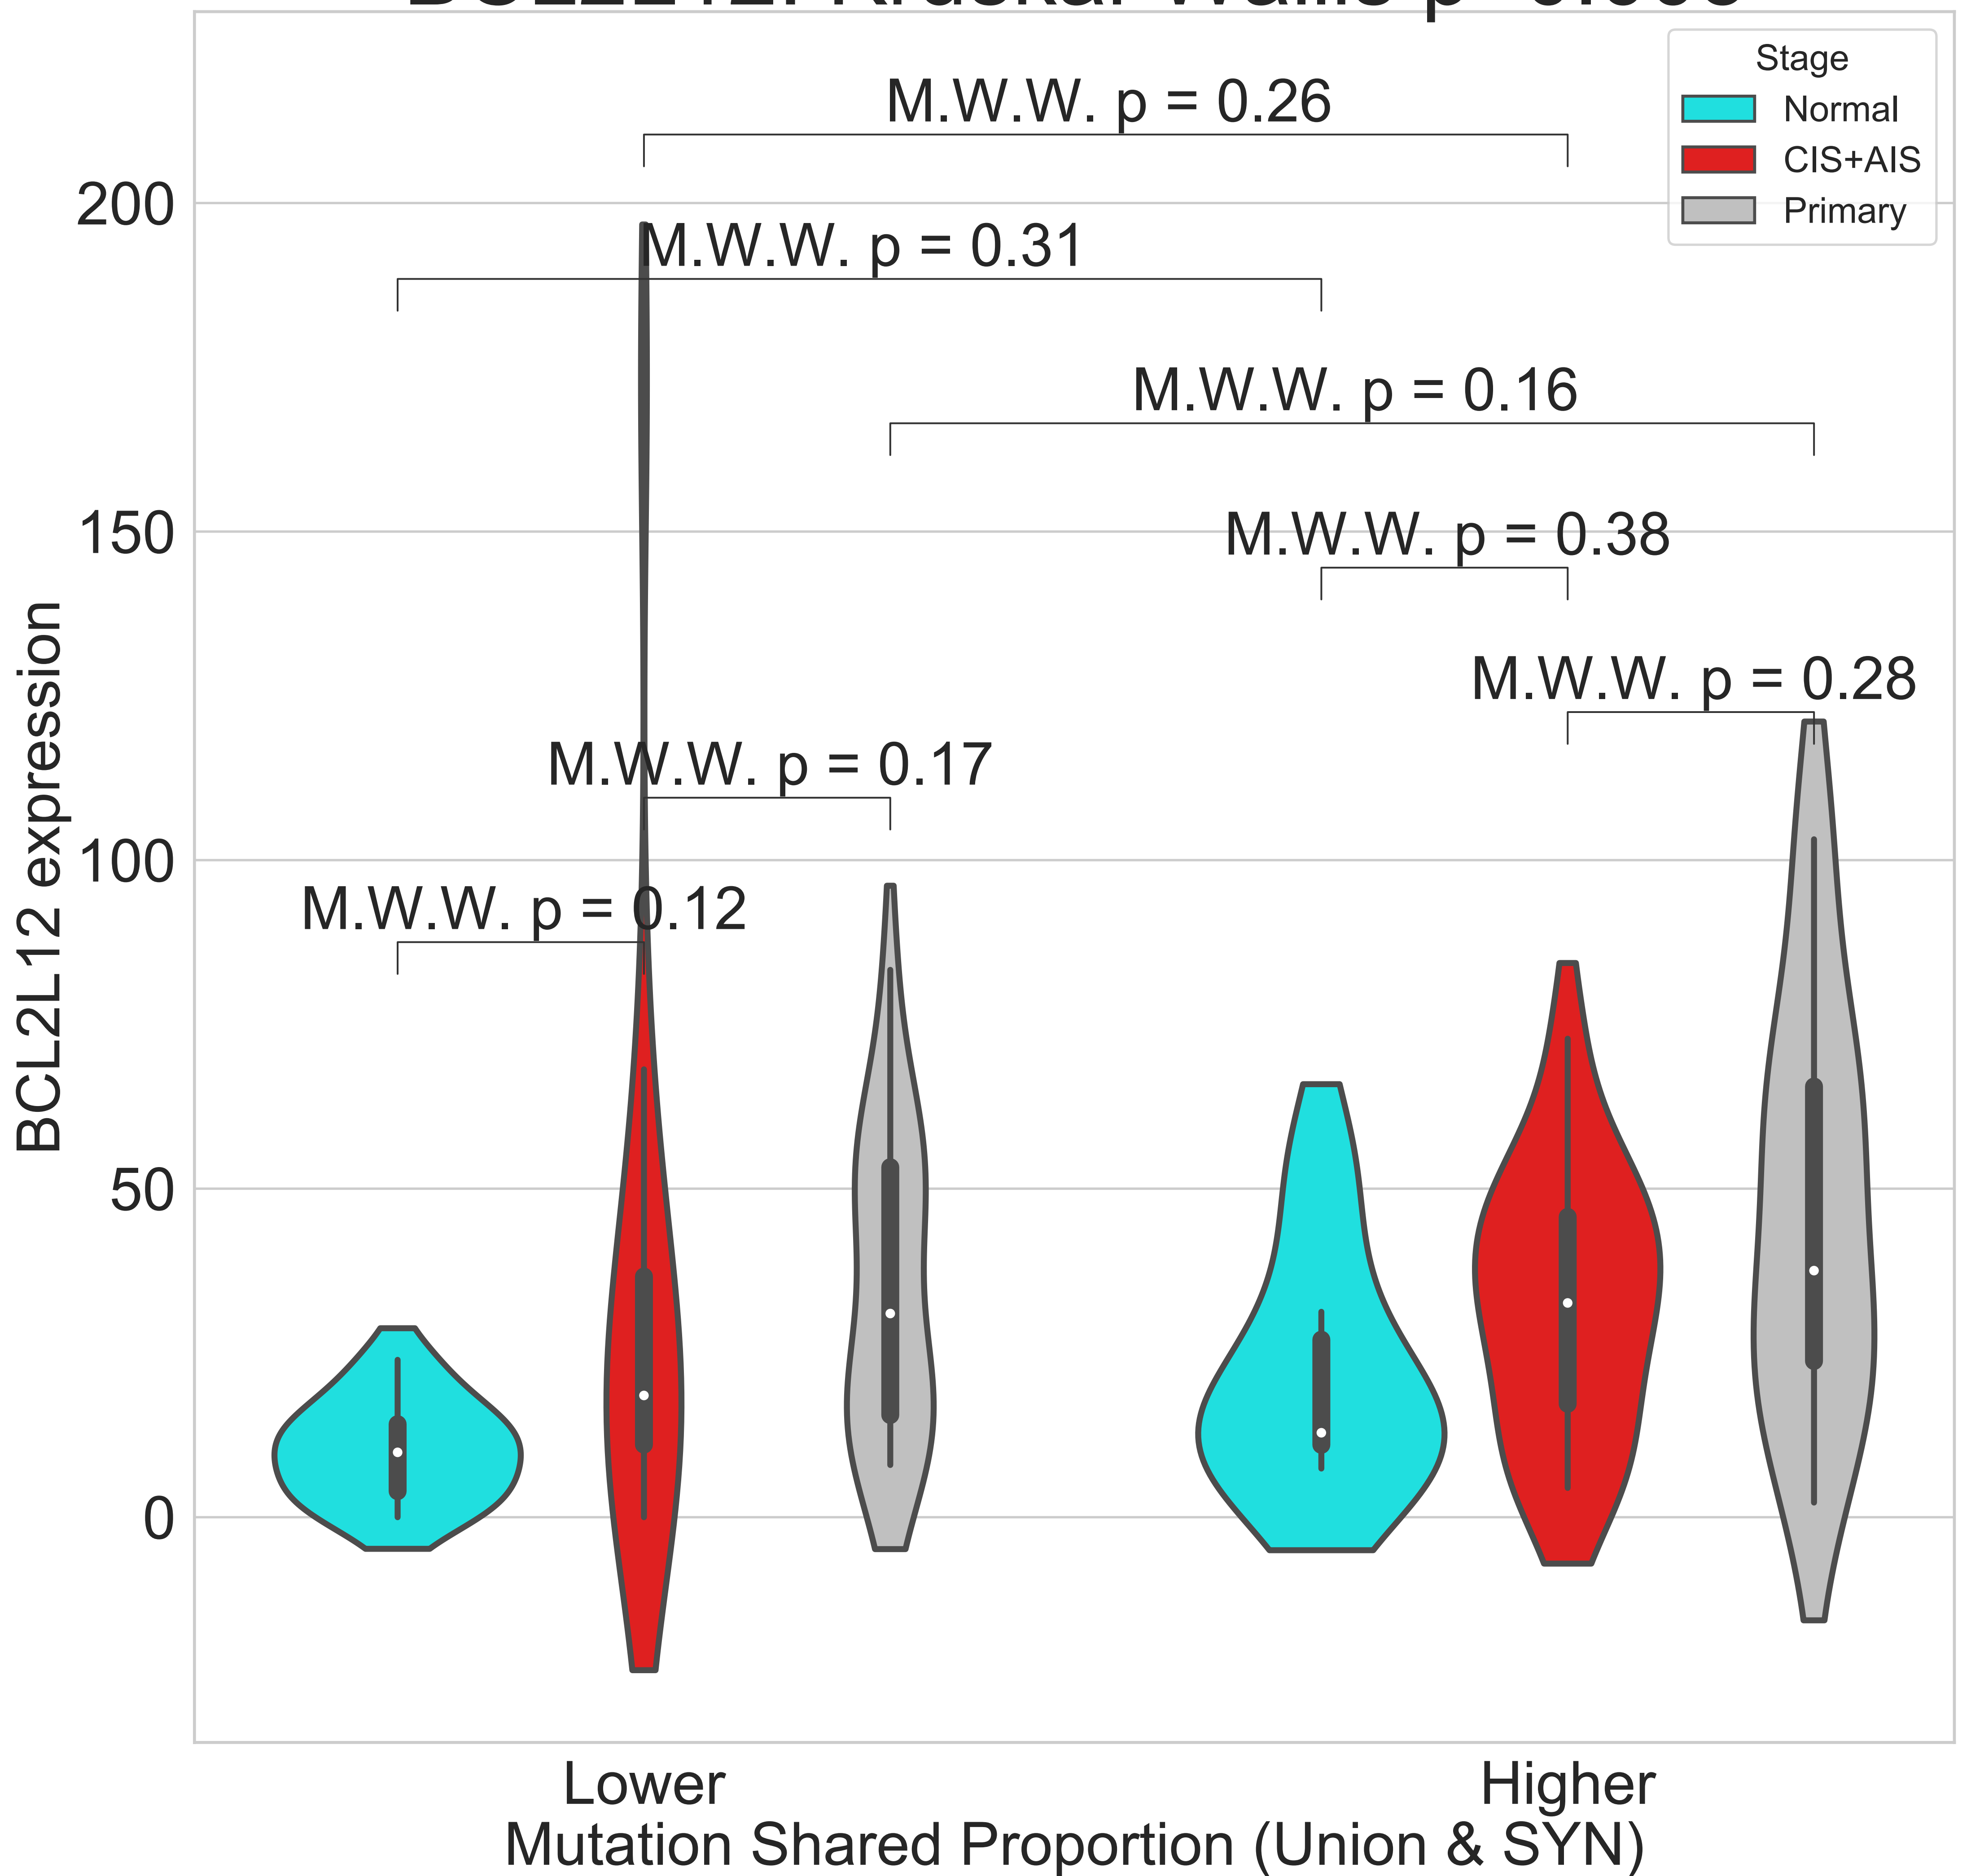 Stage
Normal
CIS+AIS
Primary
M.W.W. p = 0.26
M.W.W. p = 0.31
M.W.W. p = 0.16
M.W.W. p = 0.38
M.W.W. p = 0.28
M.W.W. p = 0.17
M.W.W. p = 0.12
200
150
100
50
0
BCL2L12 expression
Lower
Higher
Mutation Shared Proportion (Union & SYN)